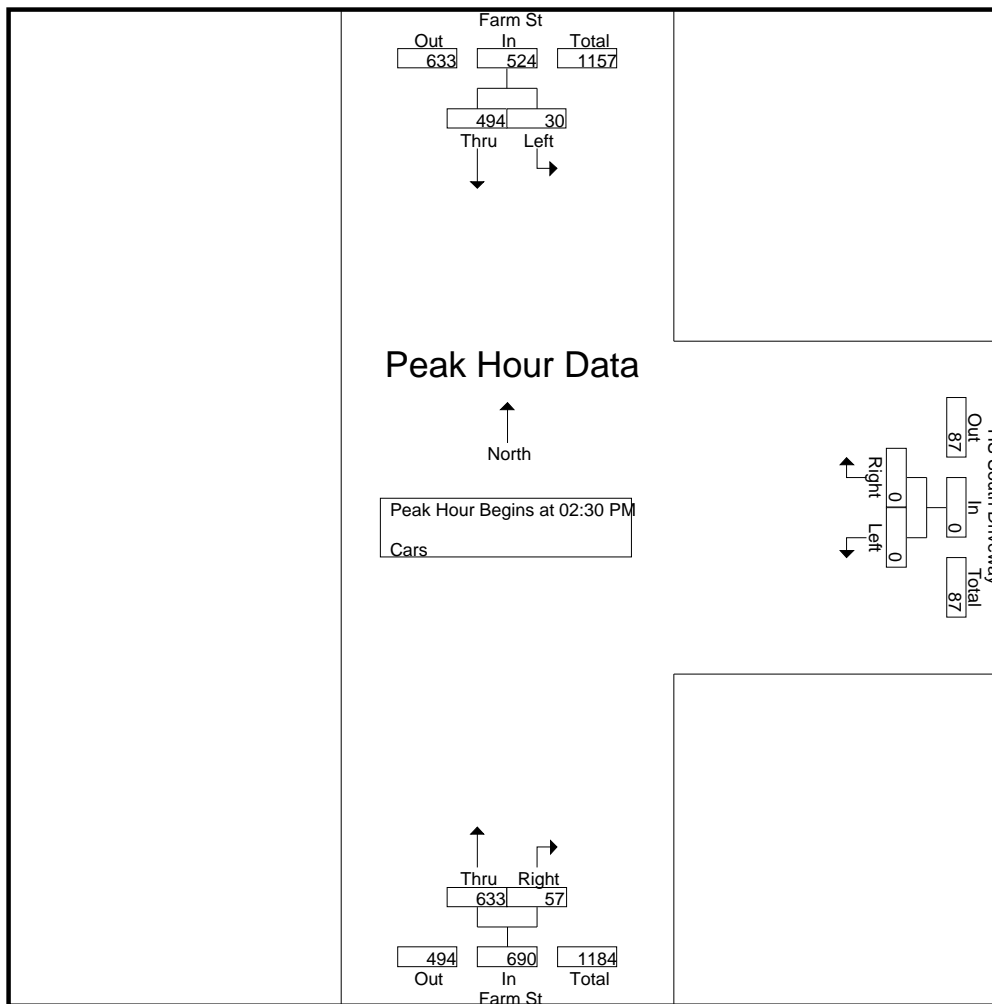 Farm St
Out In Total
633 524 1157
494 30
Thru Left
Peak Hour Data
North
Peak Hour Begins at 02:30 PM
Cars
Out In Total
87 0 87
Right Left
0 0
South Driveway
Thru Right
633 57
494 690 1184
Out In Total
Farm St